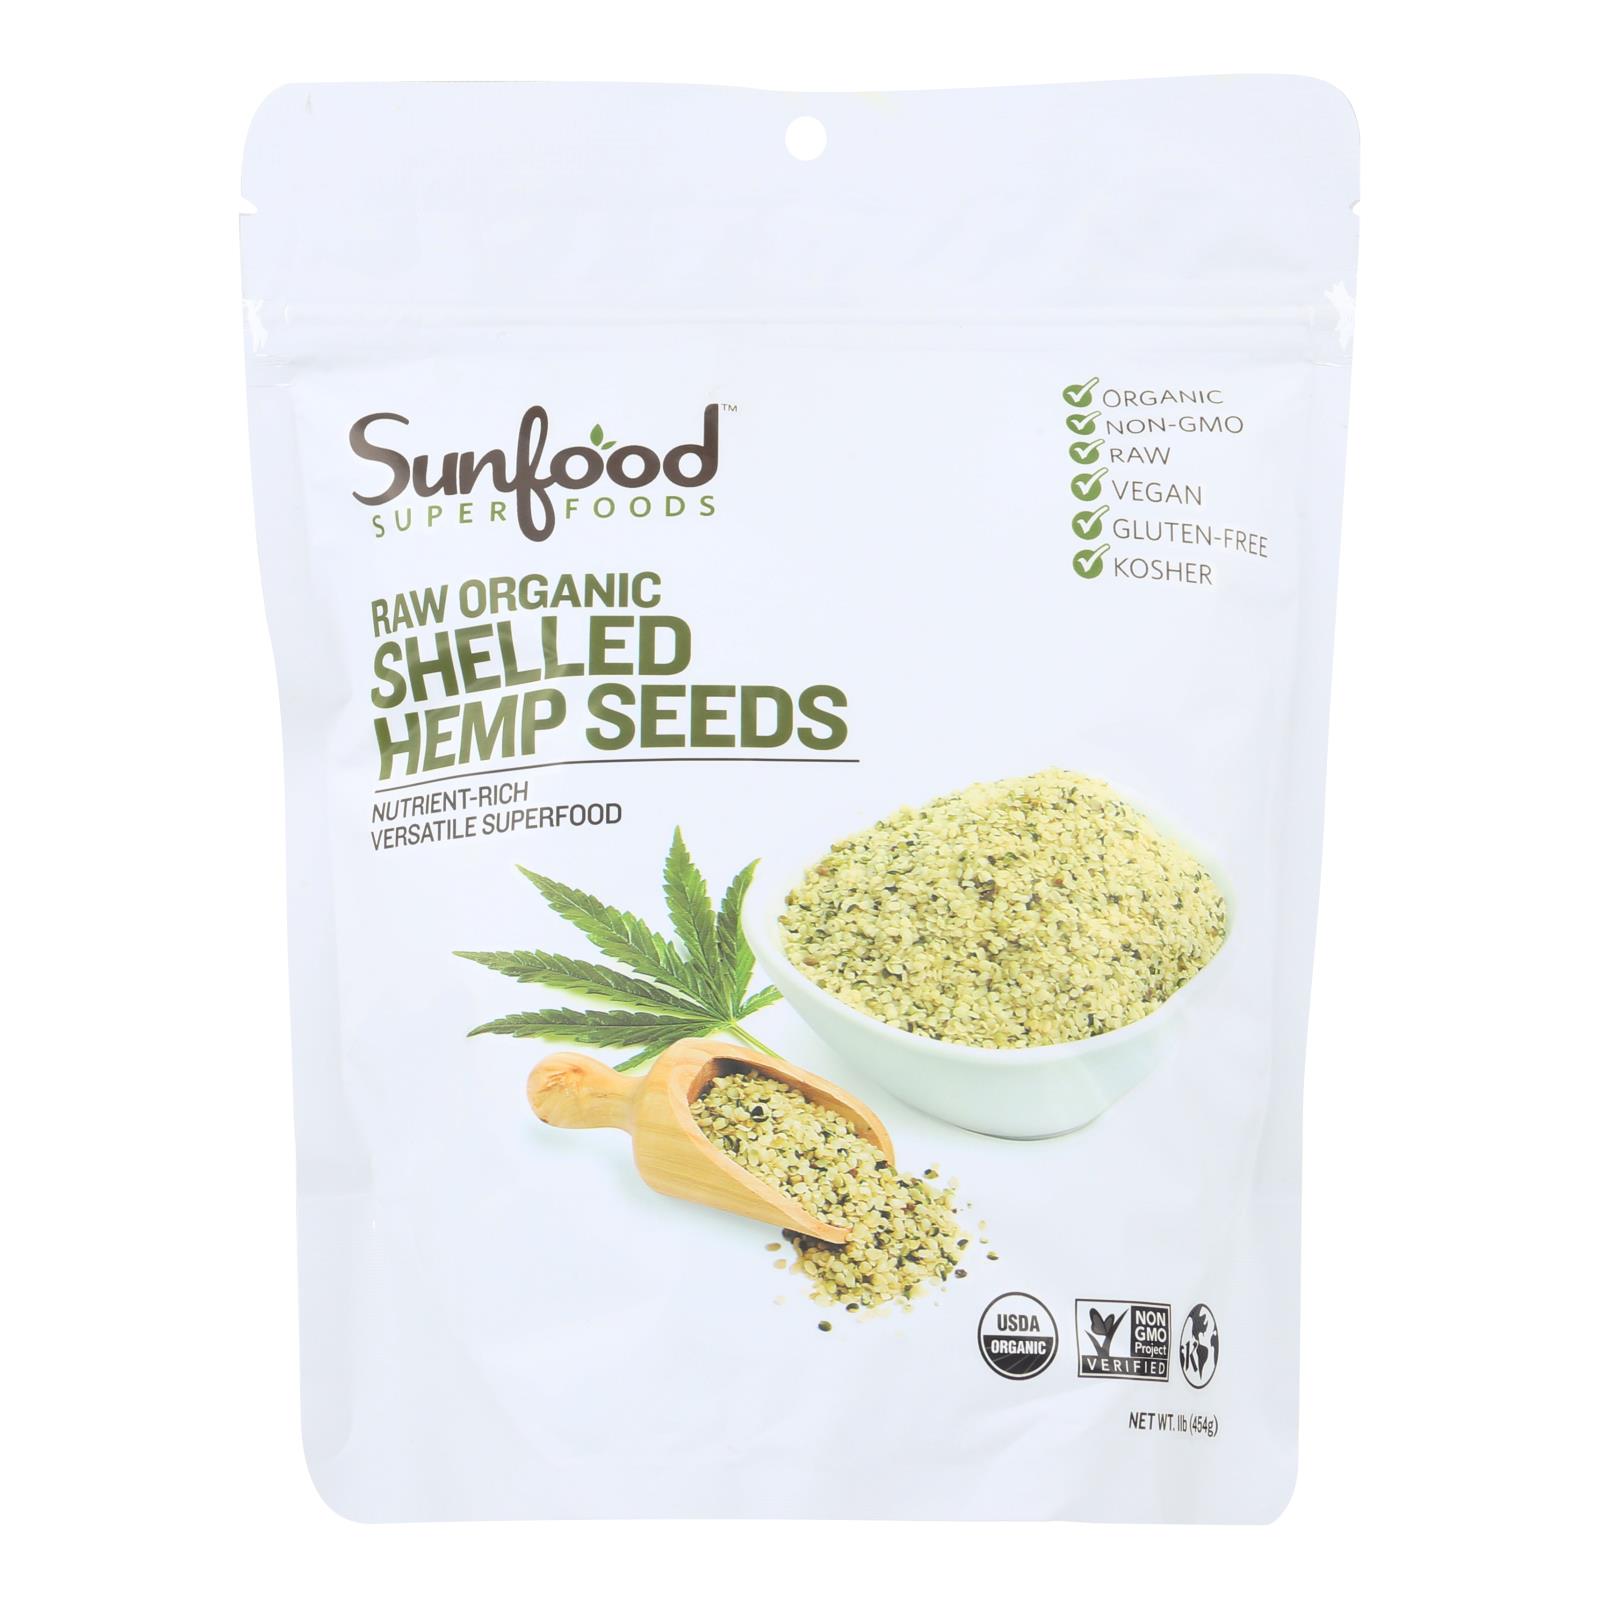 Sunfood™
SUPERFOODS
ORGANIC
NON-GMO
RAW
VEGAN
GLUTEN-FREE
KOSHER
RAW ORGANIC
SHELLED
HEMP SEEDS
NUTRIENT-RICH
VERSATILE SUPERFOOD
USDA
ORGANIC
NON
GMO
Project
VERIFIED
K
NET WT. 1lb (454g)